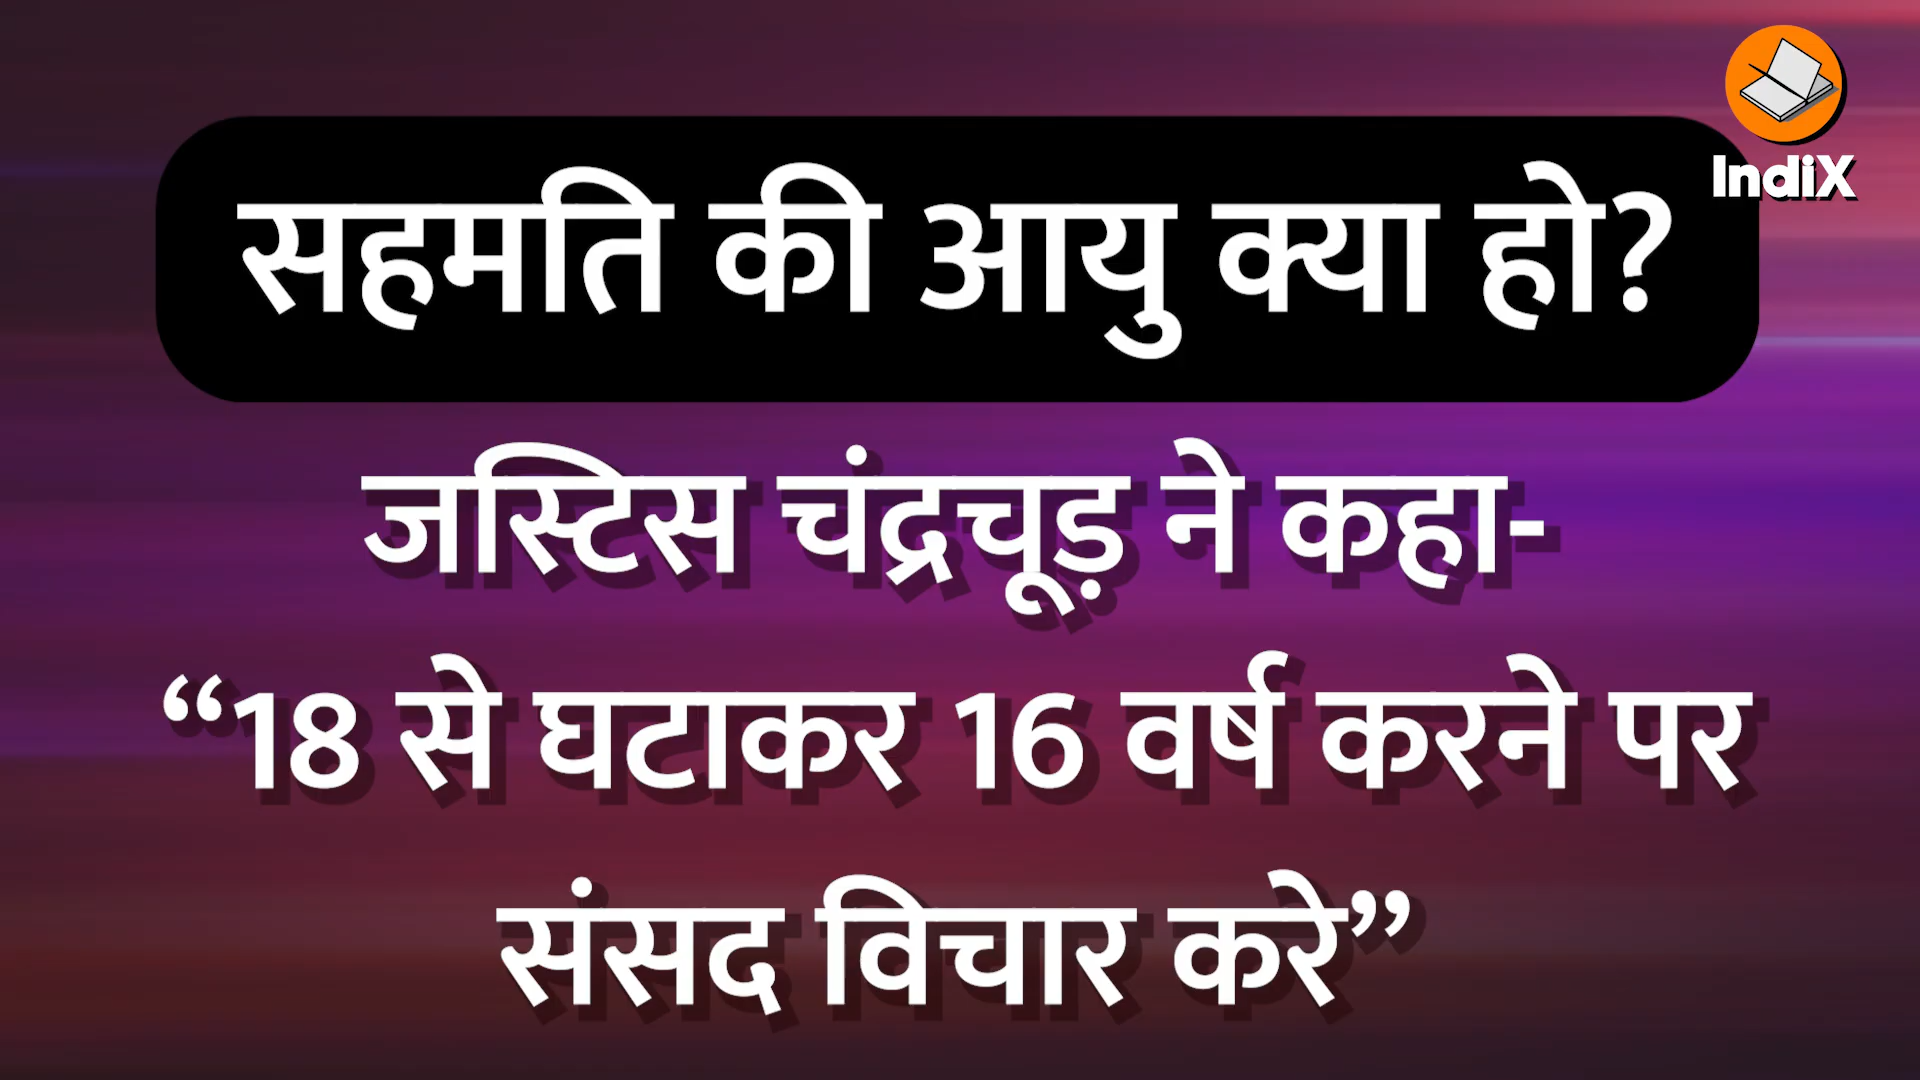 IndiX
सहमति की आयु क्या हो?
जस्टिस चंद्रचूड़ ने कहा-
“18 से घटाकर 16 वर्ष करने पर
संसद विचार करे”